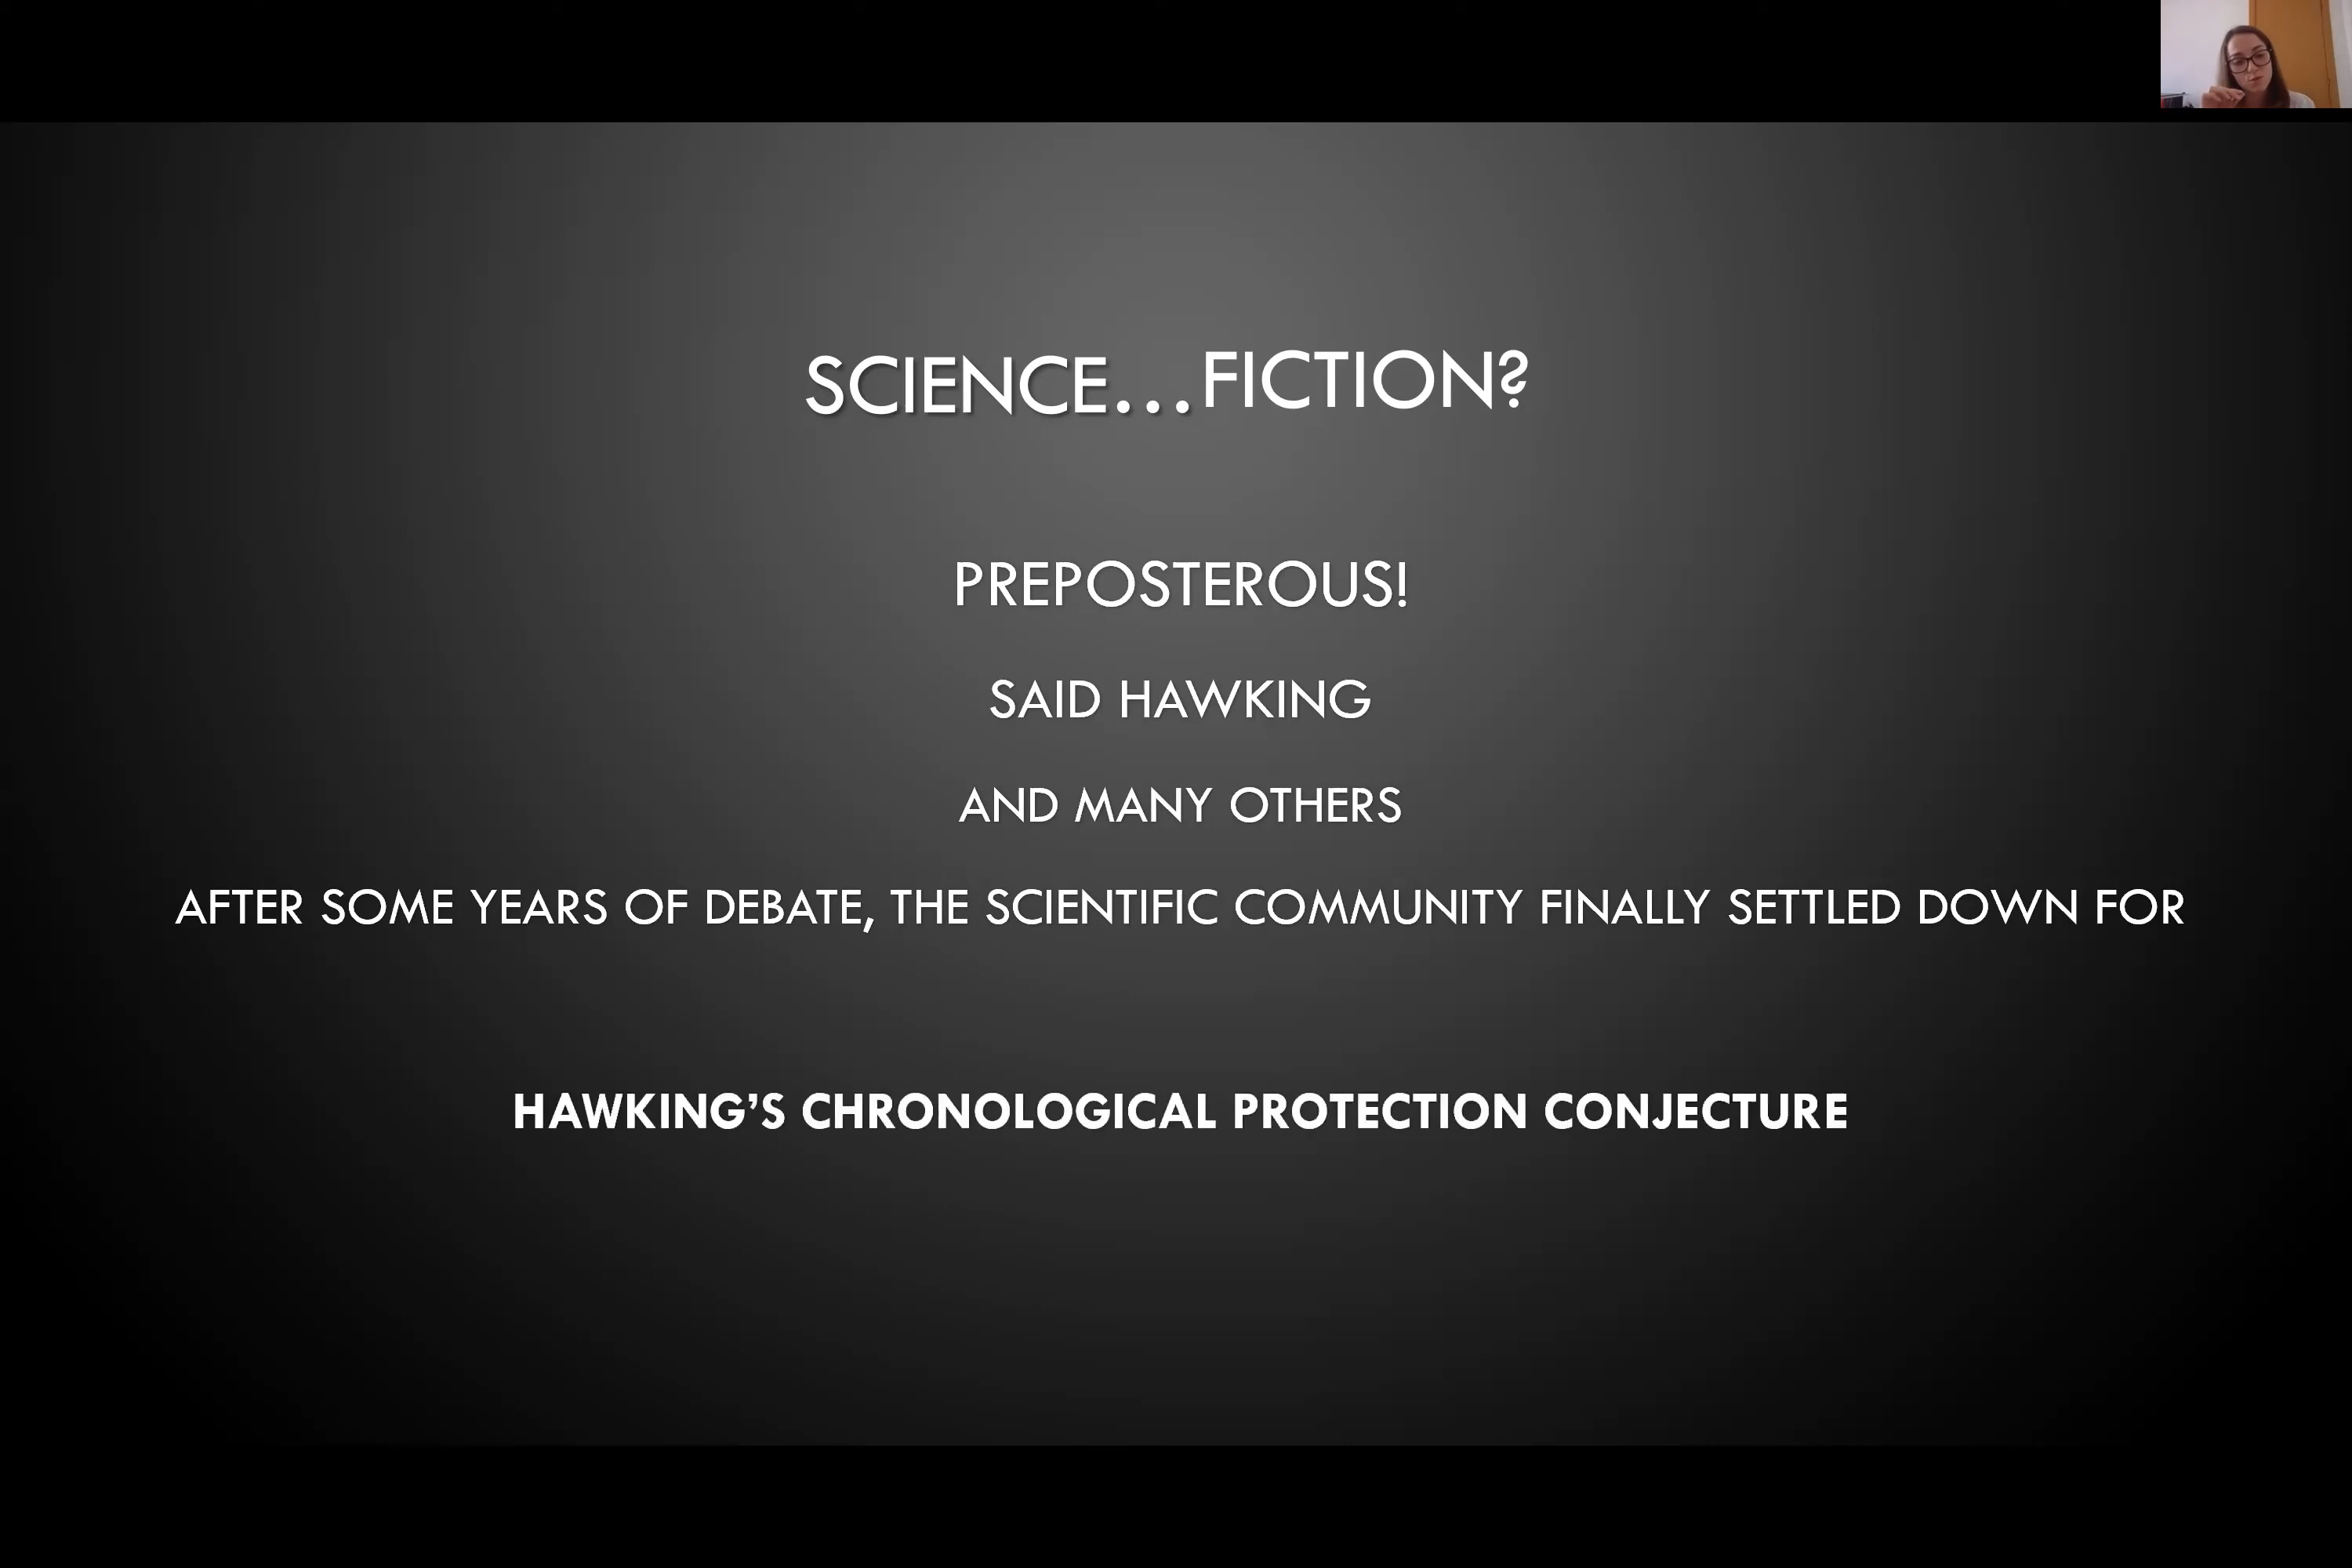 SCIENCE...FICTION?
PREPOSTEROUS!
SAID HAWKING
AND MANY OTHERS
AFTER SOME YEARS OF DEBATE, THE SCIENTIFIC COMMUNITY FINALLY SETTLED DOWN FOR
HAWKING’S CHRONOLOGICAL PROTECTION CONJECTURE